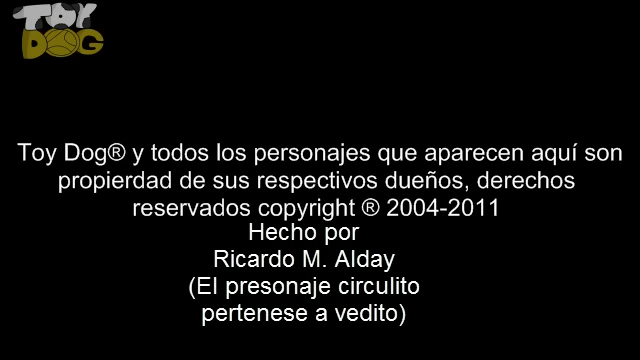 TOY
DOG
Toy Dog® y todos los personajes que aparecen aquí son
propierdad de sus respectivos dueños, derechos
reservados copyright ® 2004-2011
Hecho por
Ricardo M. Alday
(El presonaje circulito
pertenese a vedito)